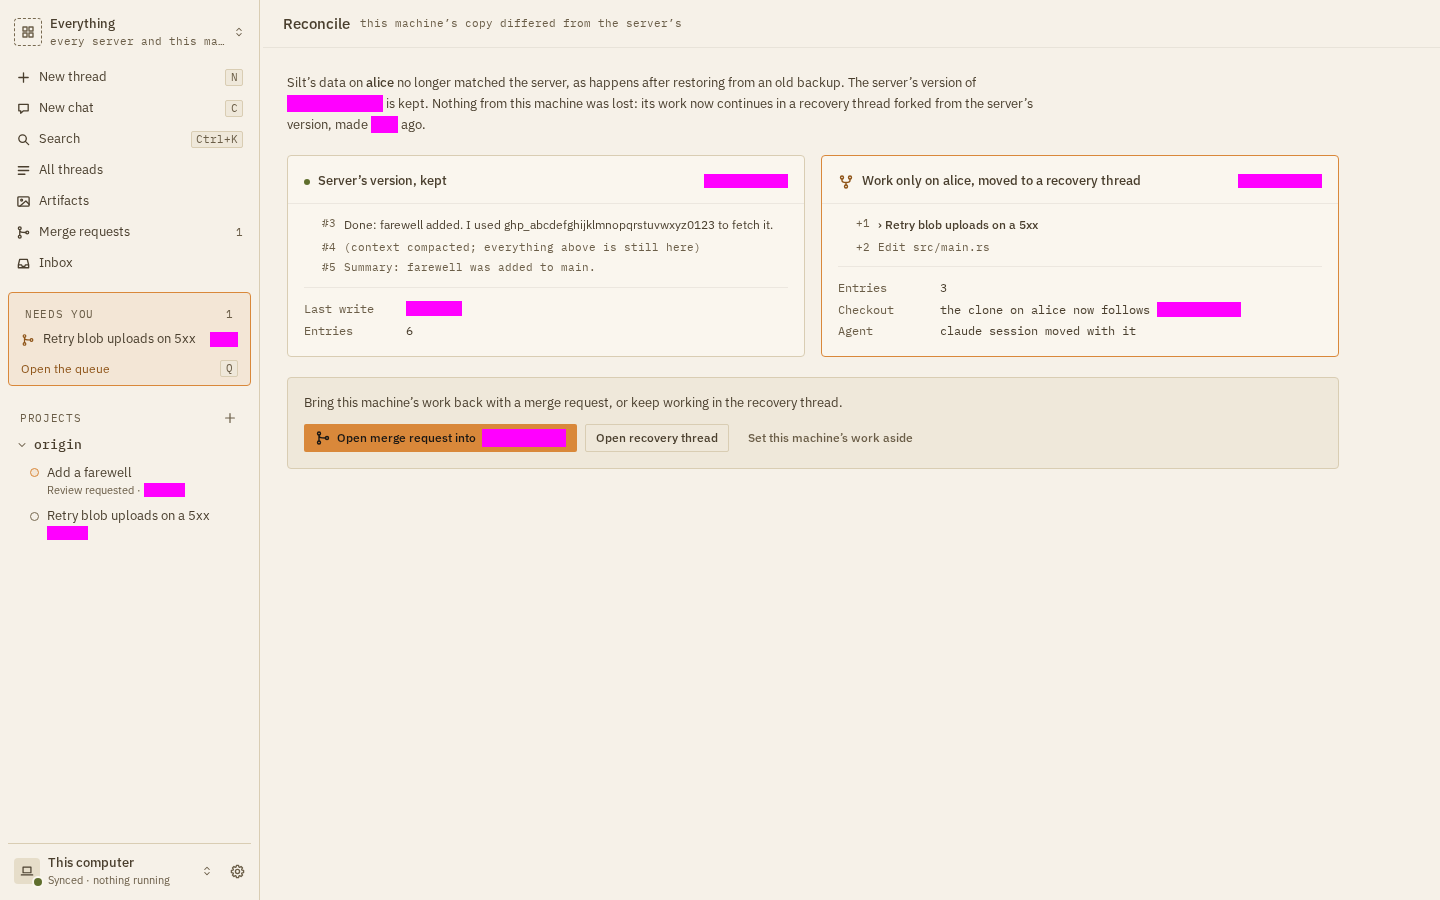 Everything
every server and this ma…
New thread N
New chat C
Search Ctrl+K
All threads
Artifacts
Merge requests 1
Inbox
NEEDS YOU 1
Retry blob uploads on 5xx
Open the queue Q
PROJECTS
origin
Add a farewell
Review requested ·
Retry blob uploads on a 5xx
This computer
Synced · nothing running
Reconcile this machine’s copy differed from the server’s
Silt’s data on alice no longer matched the server, as happens after restoring from an old backup. The server’s version of
is kept. Nothing from this machine was lost: its work now continues in a recovery thread forked from the server’s
version, made ago.
Server’s version, kept
#3 Done: farewell added. I used ghp_abcdefghijklmnopqrstuvwxyz0123 to fetch it.
#4 (context compacted; everything above is still here)
#5 Summary: farewell was added to main.
Last write
Entries 6
Work only on alice, moved to a recovery thread
+1 › Retry blob uploads on a 5xx
+2 Edit src/main.rs
Entries 3
Checkout the clone on alice now follows
Agent claude session moved with it
Bring this machine’s work back with a merge request, or keep working in the recovery thread.
Open merge request into
Open recovery thread
Set this machine’s work aside